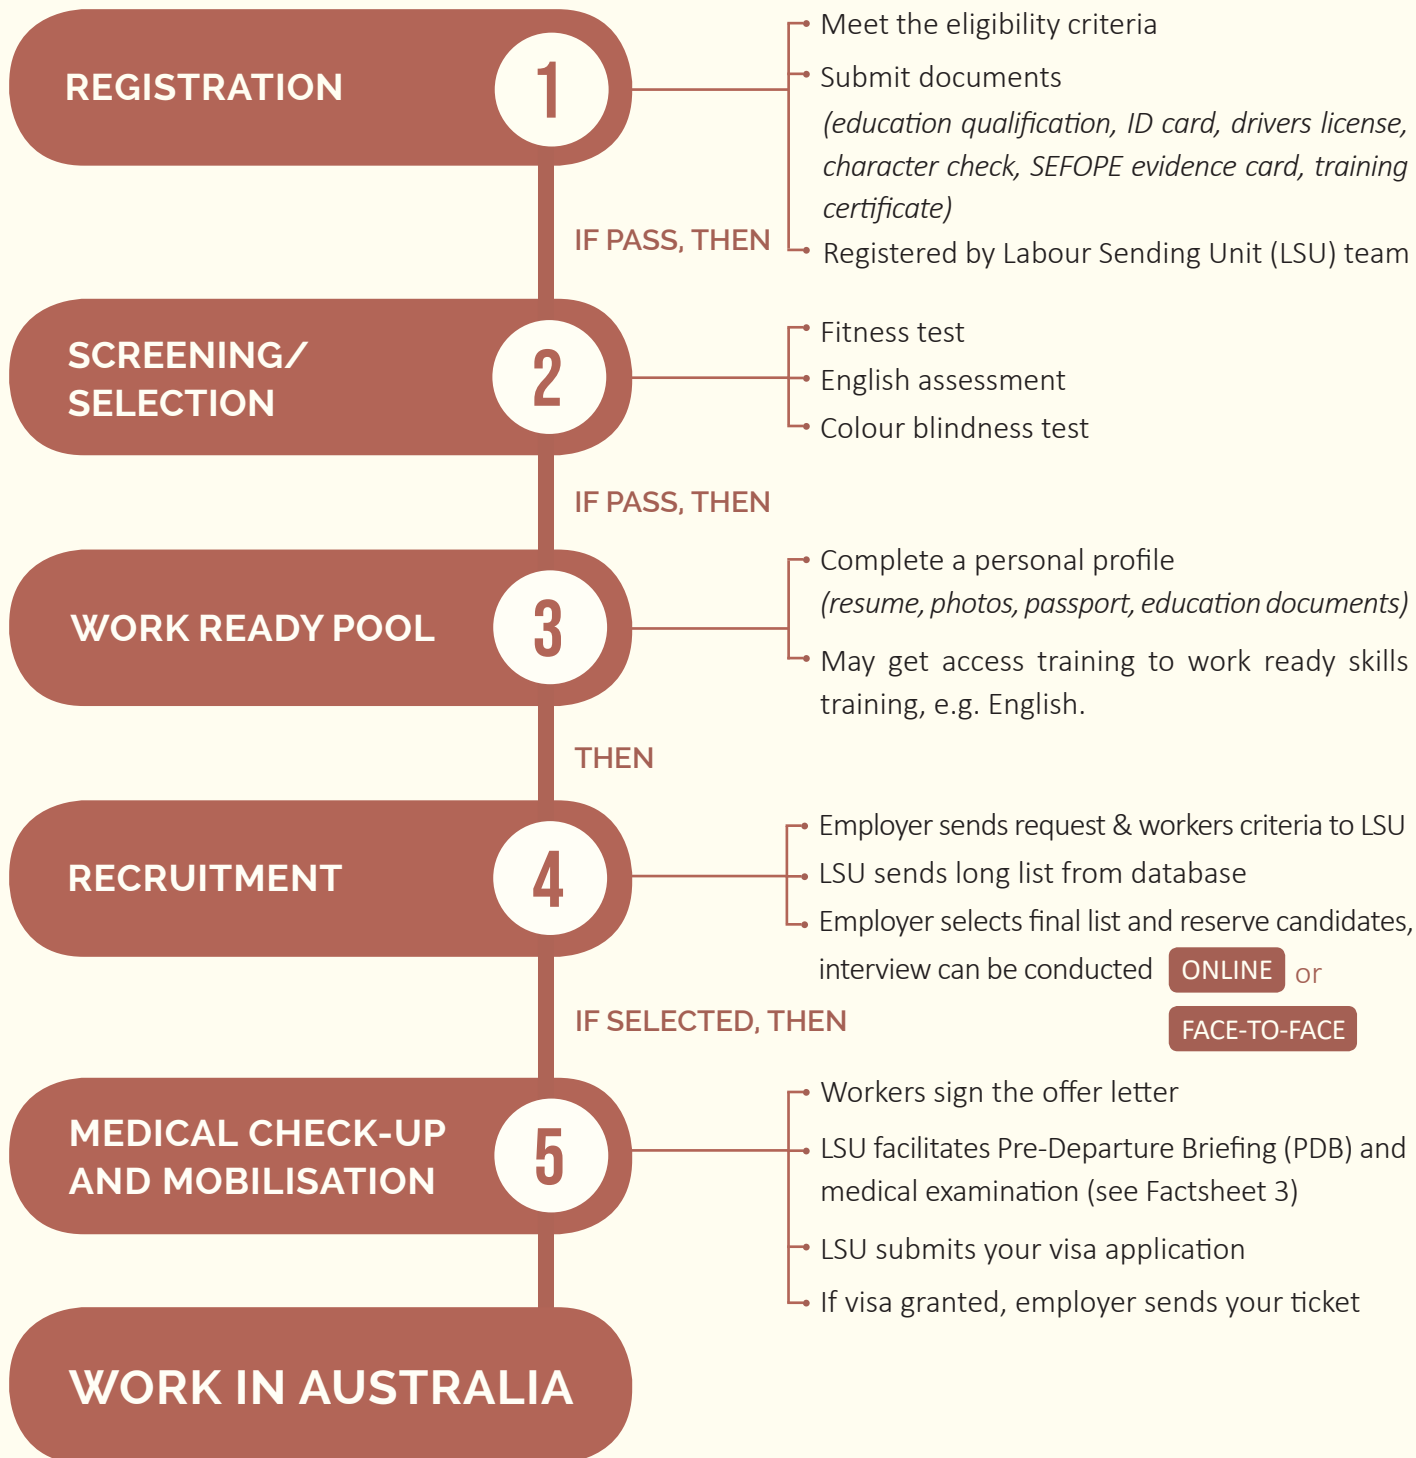 REGISTRATION
1
Meet the eligibility criteria
Submit documents
(education qualification, ID card, drivers license,
character check, SEFOPE evidence card, training
certificate)
Registered by Labour Sending Unit (LSU) team
IF PASS, THEN
SCREENING/
SELECTION
2
Fitness test
English assessment
Colour blindness test
IF PASS, THEN
WORK READY POOL
3
Complete a personal profile
(resume, photos, passport, education documents)
May get access training to work ready skills
training, e.g. English.
THEN
RECRUITMENT
4
Employer sends request & workers criteria to LSU
LSU sends long list from database
Employer selects final list and reserve candidates,
interview can be conducted ONLINE or
FACE-TO-FACE
IF SELECTED, THEN
MEDICAL CHECK-UP
AND MOBILISATION
5
Workers sign the offer letter
LSU facilitates Pre-Departure Briefing (PDB) and
medical examination (see Factsheet 3)
LSU submits your visa application
If visa granted, employer sends your ticket
WORK IN AUSTRALIA